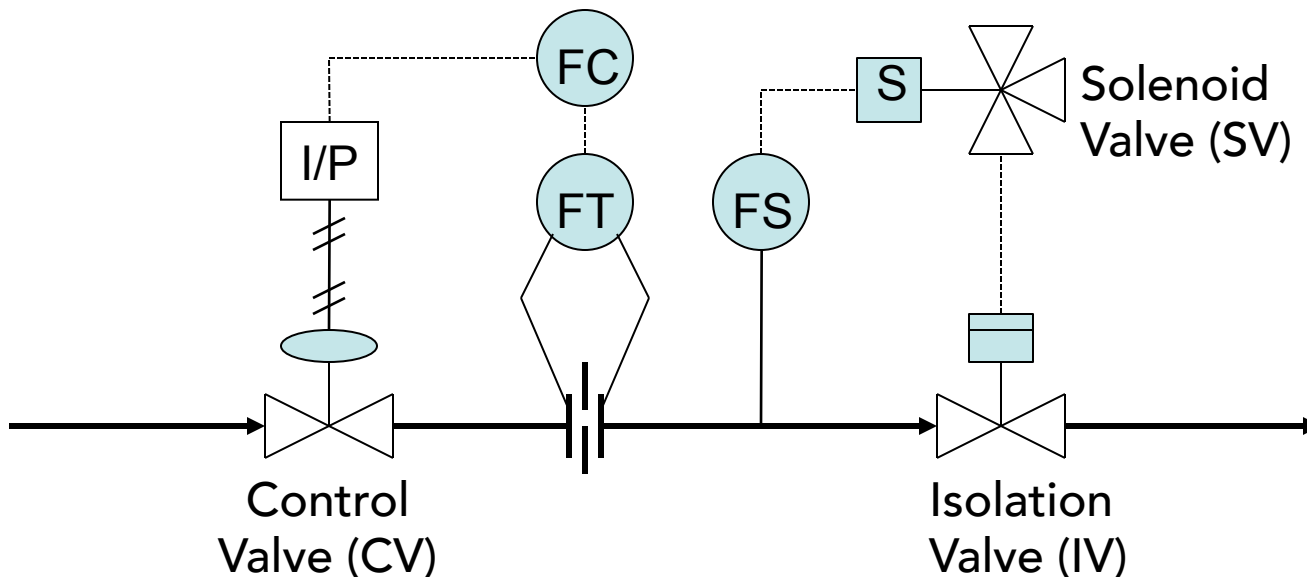 FC
S
Solenoid
Valve (SV)
I/P
FT
FS
Control
Valve (CV)
Isolation
Valve (IV)